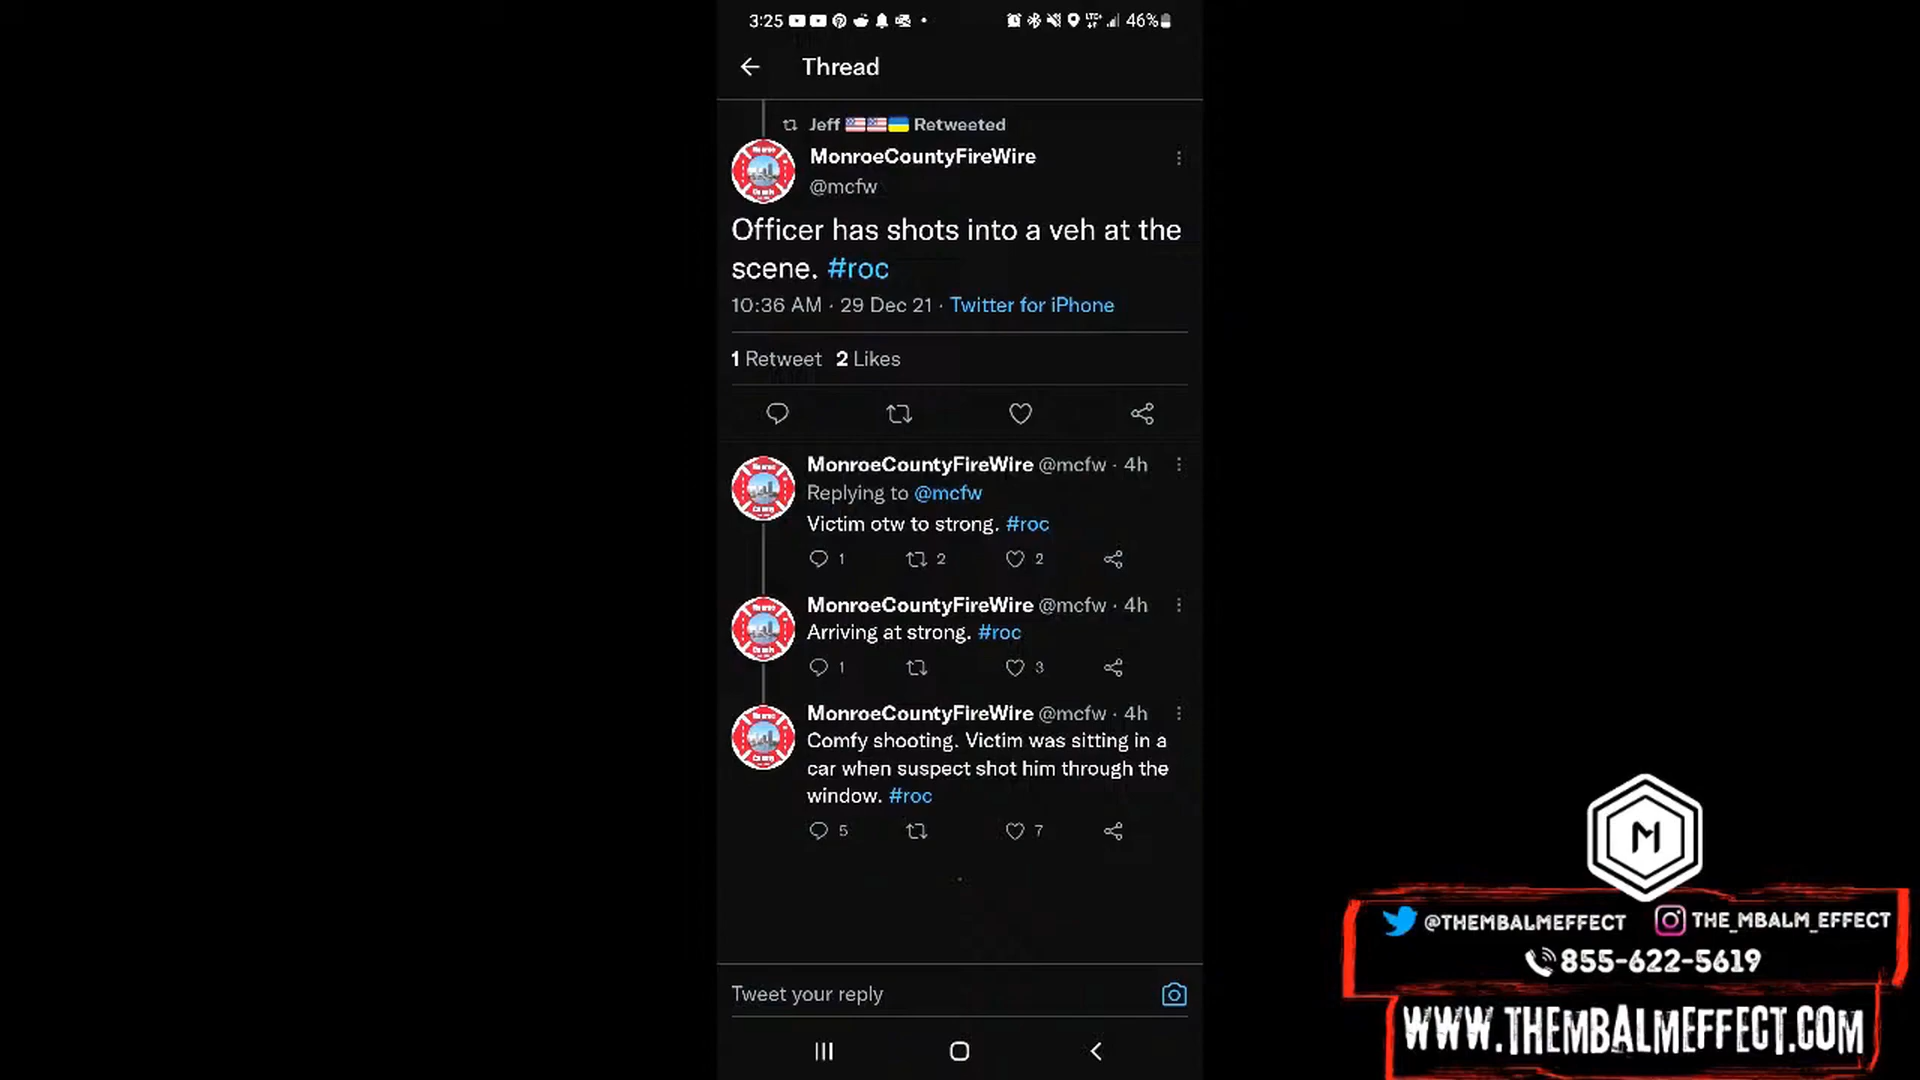 3:25
46%
Thread
Jeff Retweeted
MonroeCountyFireWire
@mcfw
Officer has shots into a veh at the
scene. #roc
10:36 AM · 29 Dec 21 · Twitter for iPhone
1 Retweet 2 Likes
MonroeCountyFireWire @mcfw · 4h
Replying to @mcfw
Victim otw to strong. #roc
1 2 2
MonroeCountyFireWire @mcfw · 4h
Arriving at strong. #roc
1 3
MonroeCountyFireWire @mcfw · 4h
Comfy shooting. Victim was sitting in a
car when suspect shot him through the
window. #roc
5 7
Tweet your reply
M
@THEMBALMEFFECT THE_MBALM_EFFECT
855-622-5619
WWW.THEMBALMEFFECT.COM